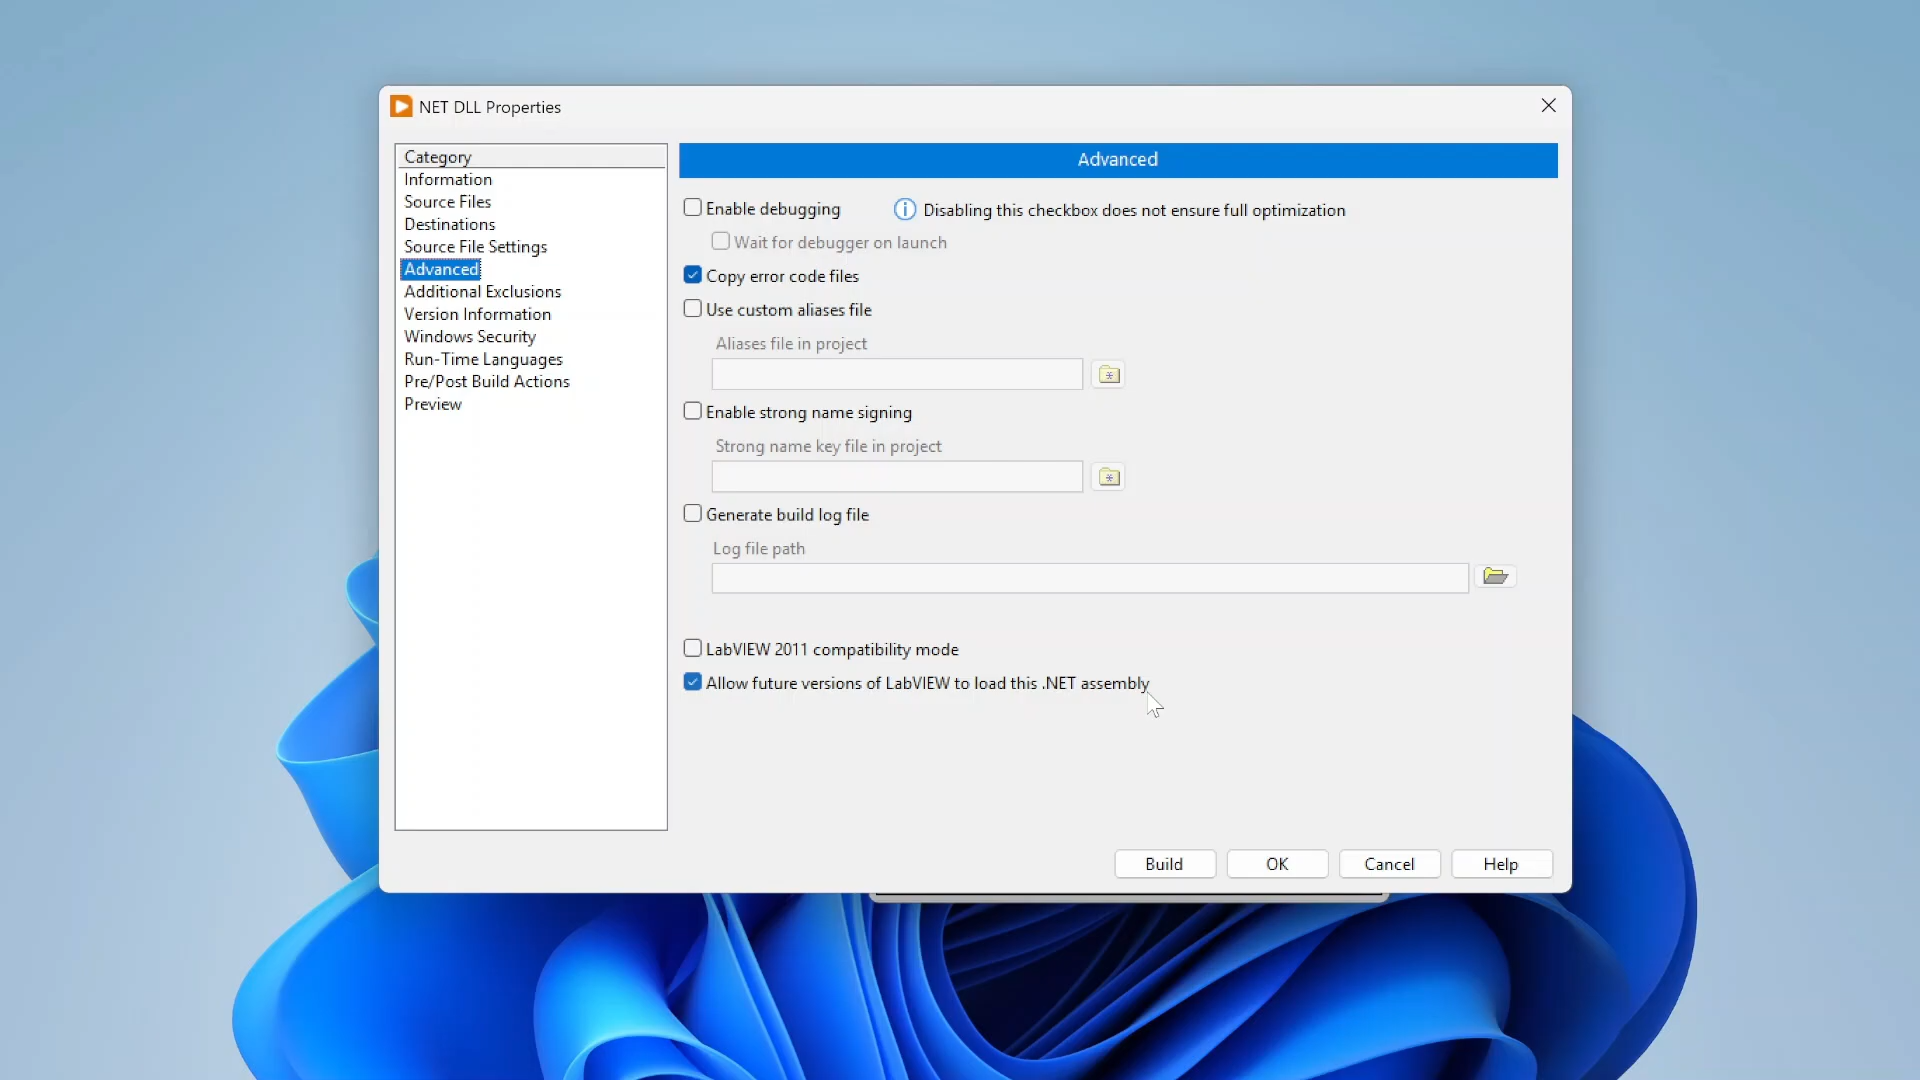 NET DLL Properties
Category
Information
Source Files
Destinations
Source File Settings
Advanced
Additional Exclusions
Version Information
Windows Security
Run-Time Languages
Pre/Post Build Actions
Preview
Advanced
Enable debugging
Disabling this checkbox does not ensure full optimization
Wait for debugger on launch
Copy error code files
Use custom aliases file
Aliases file in project
Enable strong name signing
Strong name key file in project
Generate build log file
Log file path
LabVIEW 2011 compatibility mode
Allow future versions of LabVIEW to load this .NET assembly
Build
OK
Cancel
Help